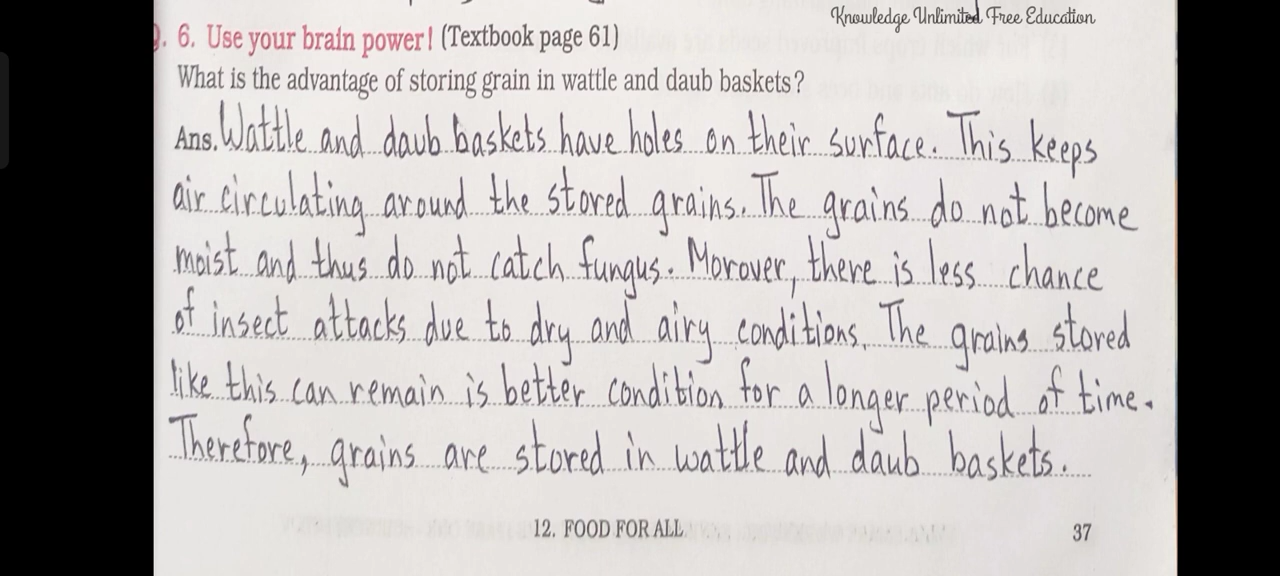 Knowledge Unlimited Free Education
. 6. Use your brain power! (Textbook page 61)
What is the advantage of storing grain in wattle and daub baskets?
Ans. Wattle and daub baskets have holes on their surface. This keeps
air circulating around the stored grains. The grains do not become
moist and thus do not catch fungus. Morover, there is less chance
of insect attacks due to dry and airy conditions. The grains stored
like this can remain is better condition for a longer period of time.
Therefore, grains are stored in wattle and daub baskets.
12. FOOD FOR ALL
37